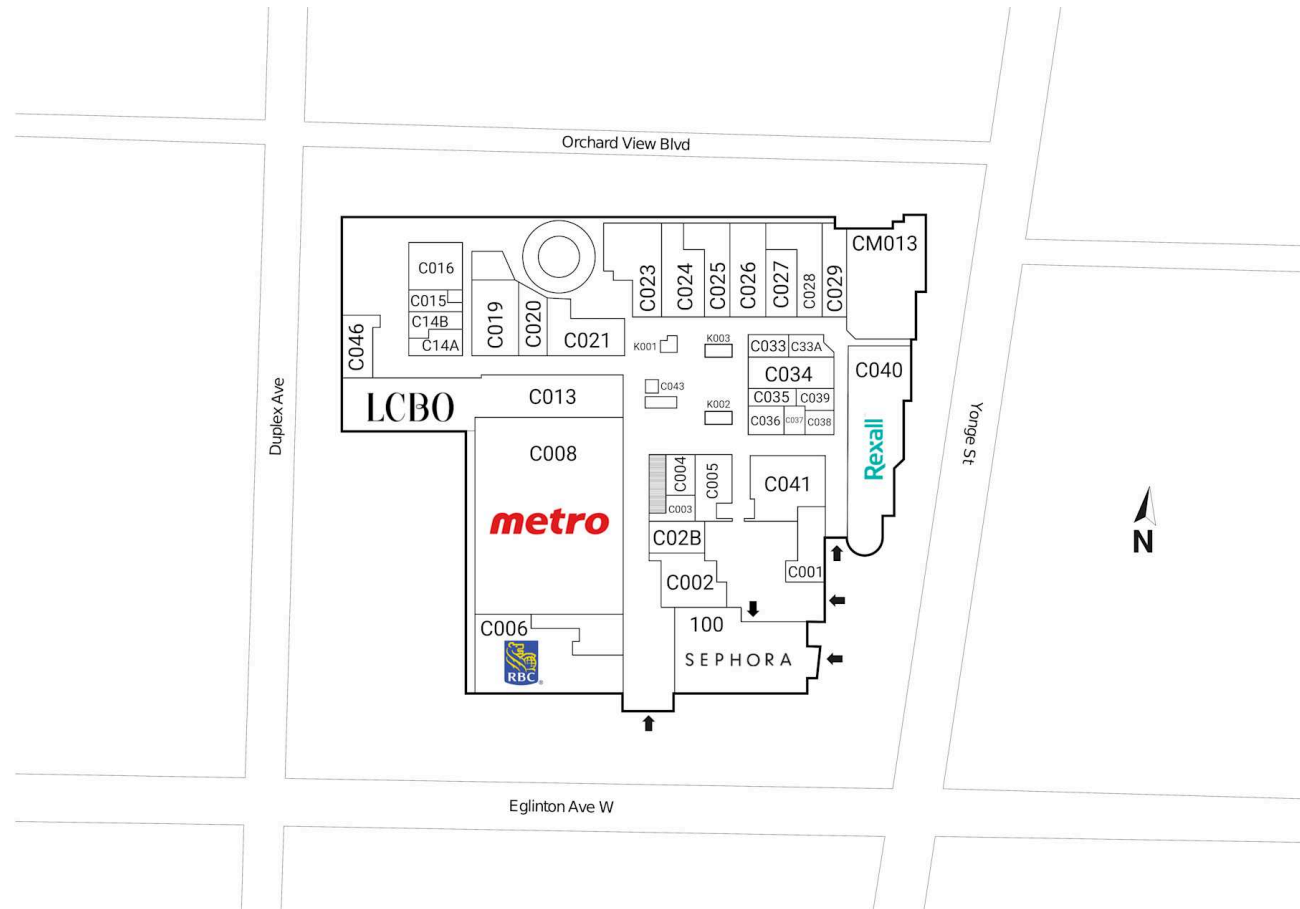 Orchard View Blvd
CM013
C016
C023
C024
C025
C026
C027
C028
C029
C015
C14B
C14A
C046
C019
C020
C021
K001
K003
C033
C33A
C034
C040
Duplex Ave
LCBO
C013
C043
K002
C035
C039
C036
C037
C038
Rexall
Yonge St
C008
metro
C004
C003
C005
C041
C02B
C002
C001
N
C006
RBC
®
100
SEPHORA
Eglinton Ave W